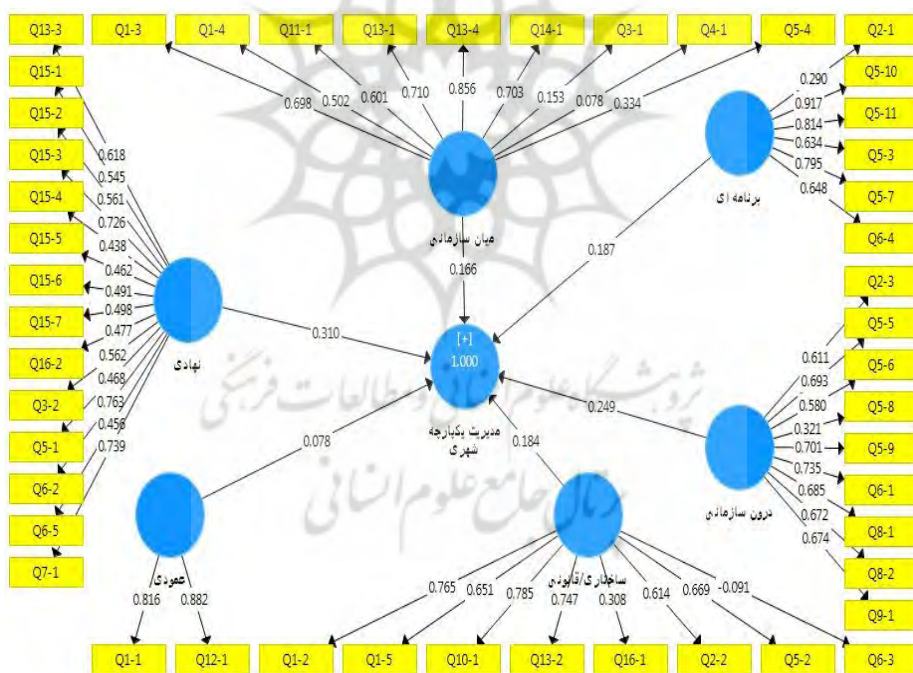 Q13-3 Q1-3 Q1-4 Q11-1 Q13-1 Q13-4 Q14-1 Q3-1 Q4-1 Q5-4 Q2-1
Q15-1
Q15-2
Q15-3
Q15-4
Q15-5
Q15-6
Q15-7
Q16-2
Q3-2
Q5-1
Q6-2
Q6-5
Q7-1
0.618
0.545
0.561
0.726
0.438
0.462
0.491
0.498
0.477
0.562
0.468
0.763
0.456
0.739
نهادی
0.310
0.698 0.502 0.601 0.710 0.856 0.703 0.153 0.078 0.334
میان سازمانی
0.166
0.290
0.917
0.814
0.634
0.795
0.648
Q5-10
Q5-11
Q5-3
Q5-7
Q6-4
برنامه ای
0.187
[+]
1.000
مدیریت یکپارچه
شهری
0.249
0.611
0.693
0.580
0.321
0.701
0.735
0.685
0.672
0.674
Q2-3
Q5-5
Q5-6
Q5-8
Q5-9
Q6-1
Q8-1
Q8-2
Q9-1
درون سازمانی
0.078
عمودی
0.816 0.882
Q1-1 Q12-1
0.184
ساختاری/قانونی
0.765 0.651 0.785 0.747 0.308 0.614 0.669 -0.091
Q1-2 Q1-5 Q10-1 Q13-2 Q16-1 Q2-2 Q5-2 Q6-3
پژوهشگاه علوم انسانی و مطالعات فرهنگی
پرتال جامع علوم انسانی